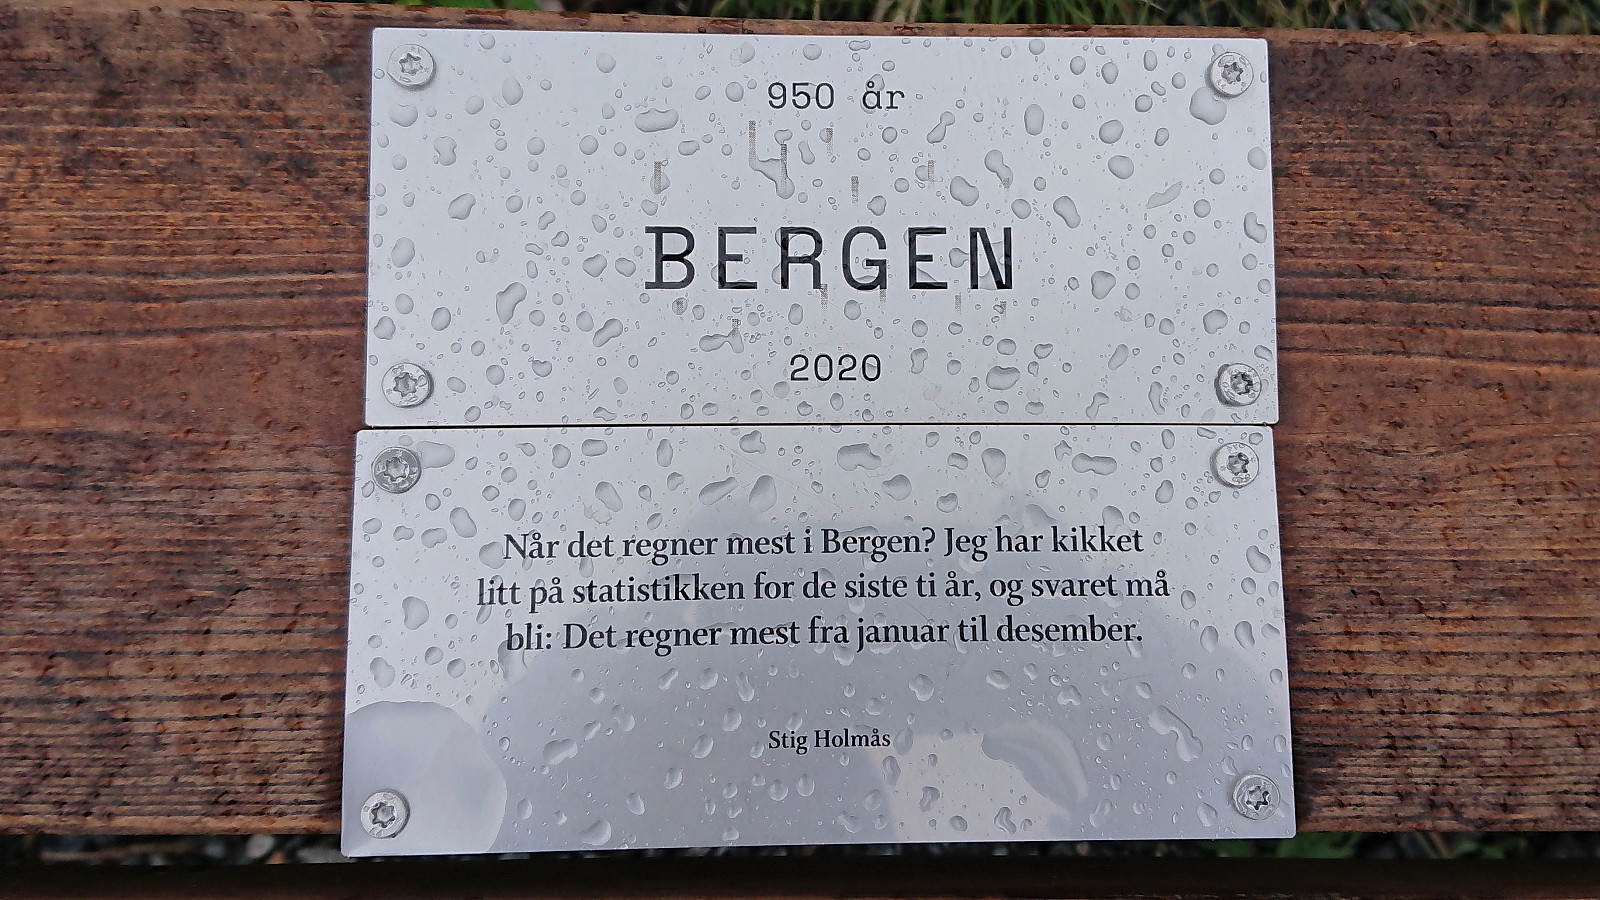 950 år
BERGEN
2020
Når det regner mest i Bergen? Jeg har kikket
litt på statistikken for de siste ti år, og svaret må
bli: Det regner mest fra januar til desember.
Stig Holmås